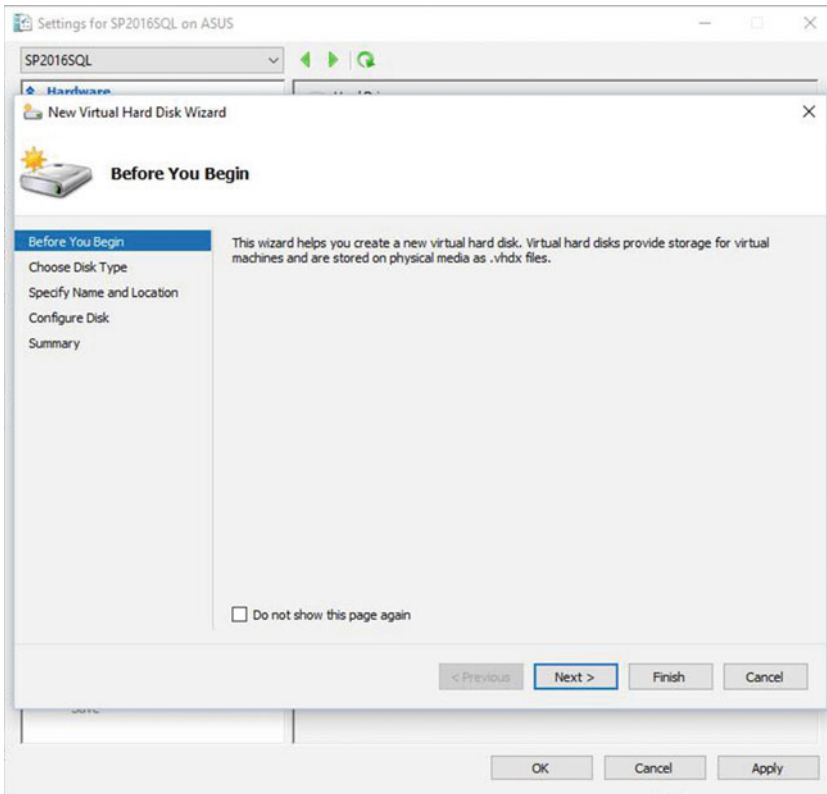 Settings for SP2016SQL on ASUS
SP2016SQL
Hardware
New Virtual Hard Disk Wizard
Before You Begin
Before You Begin
Choose Disk Type
Specify Name and Location
Configure Disk
Summary
This wizard helps you create a new virtual hard disk. Virtual hard disks provide storage for virtual
machines and are stored on physical media as .vhdx files.
Do not show this page again
< Previous
Next >
Finish
Cancel
OK
Cancel
Apply